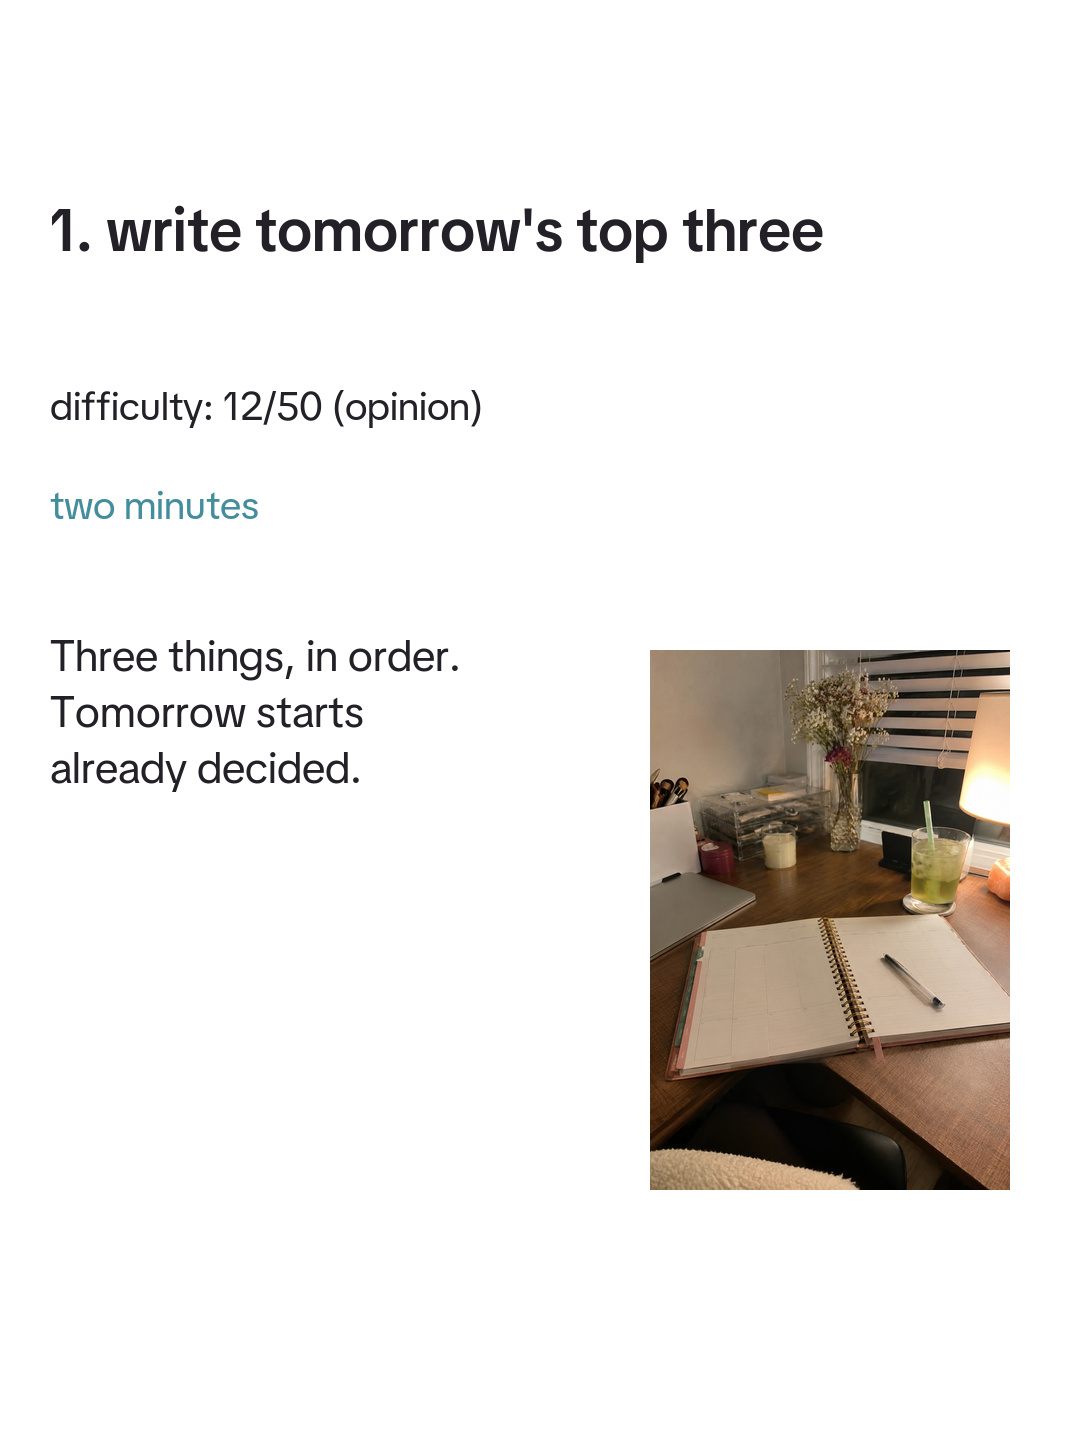 1. write tomorrow's top three
difficulty: 12/50 (opinion)
two minutes
Three things, in order.
Tomorrow starts
already decided.